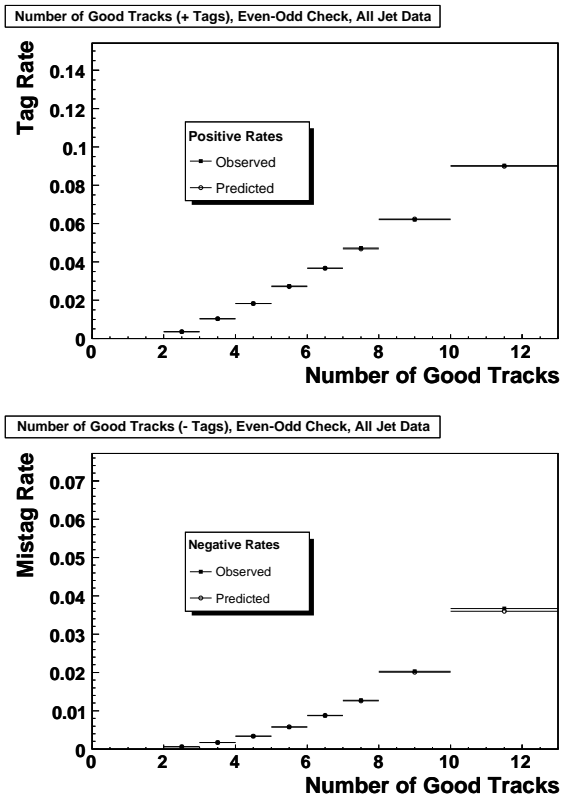 Number of Good Tracks (+ Tags), Even-Odd Check, All Jet Data
Tag Rate
0.14
0.12
0.1
0.08
0.06
0.04
0.02
0
Positive Rates
Observed
Predicted
0 2 4 6 8 10 12
Number of Good Tracks
Number of Good Tracks (- Tags), Even-Odd Check, All Jet Data
Mistag Rate
0.07
0.06
0.05
0.04
0.03
0.02
0.01
0
Negative Rates
Observed
Predicted
0 2 4 6 8 10 12
Number of Good Tracks